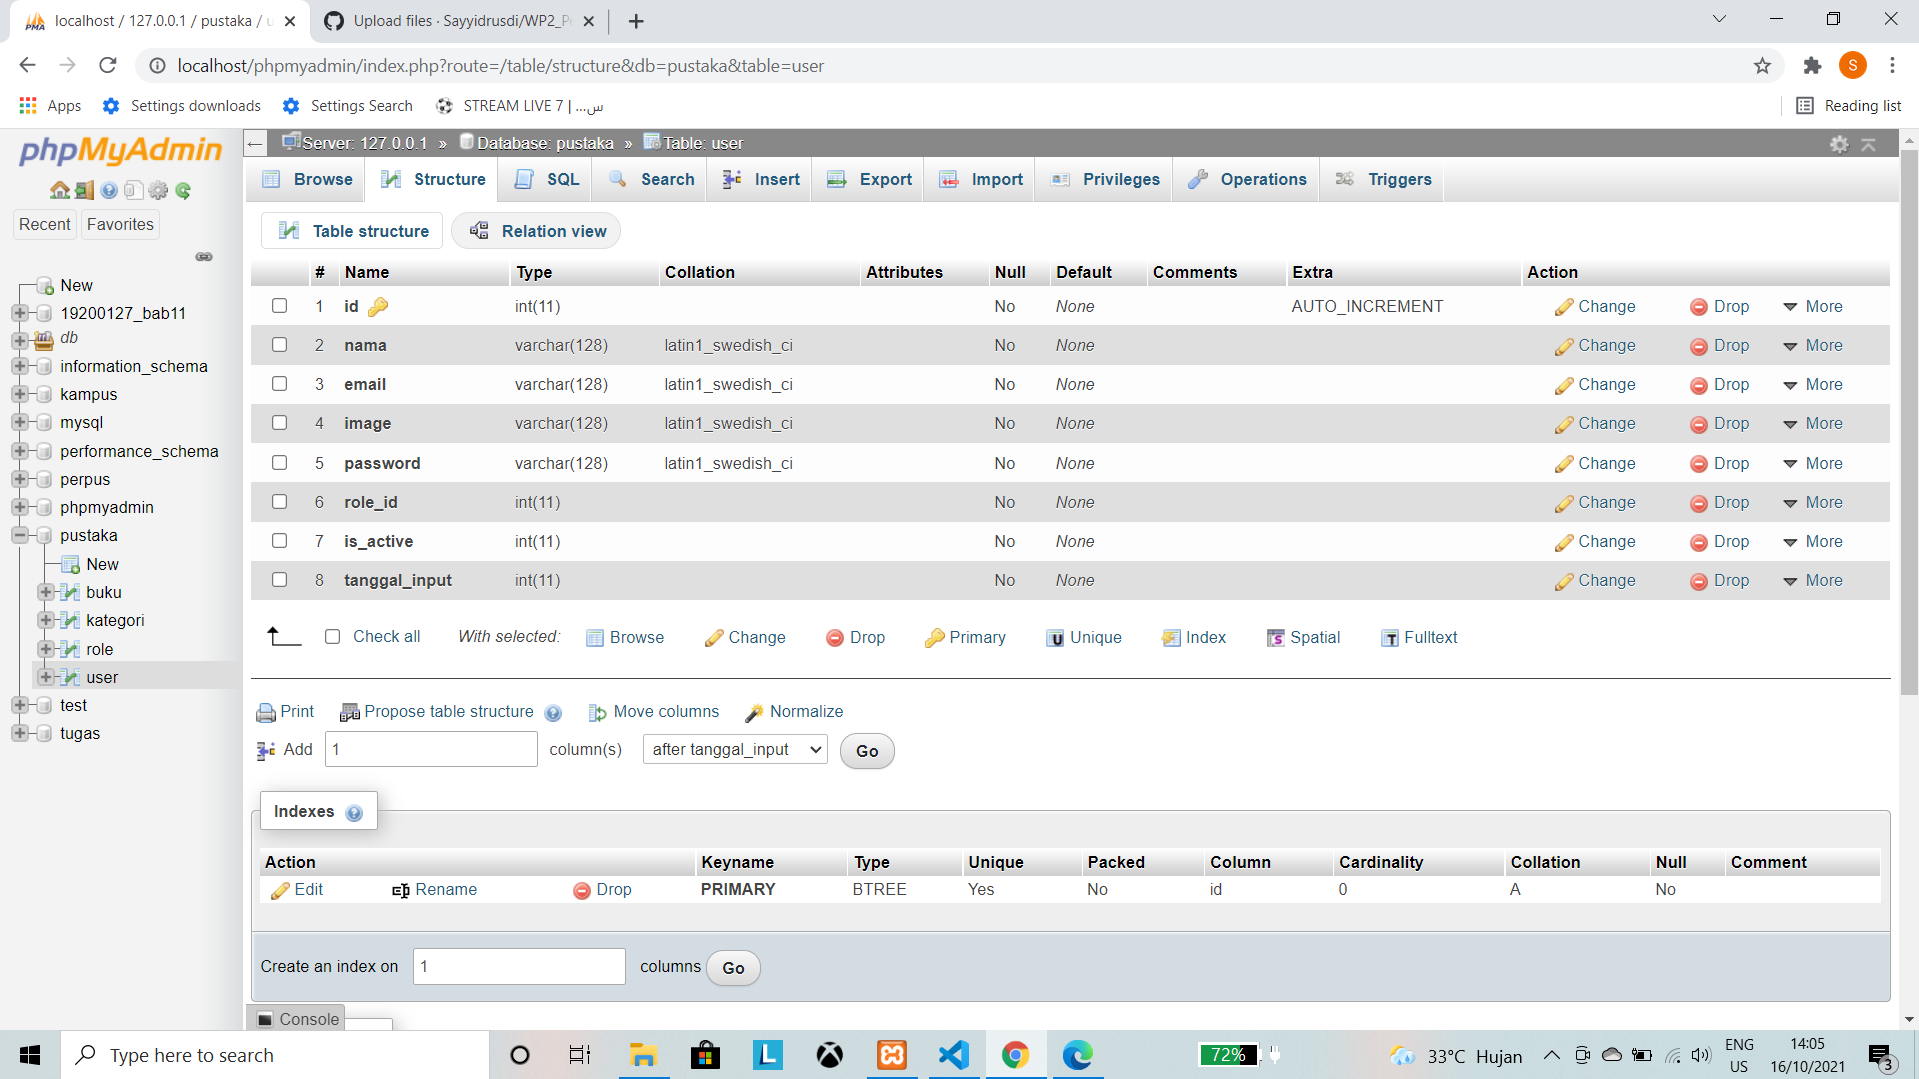 localhost / 127.0.0.1 / pustaka / u
Upload files · Sayyidrusdi/WP2_P
localhost/phpmyadmin/index.php?route=/table/structure&db=pustaka&table=user
S
Apps
Settings downloads
Settings Search
STREAM LIVE 7 | ...س
Reading list
phpMyAdmin
Recent
Favorites
New
19200127_bab11
db
information_schema
kampus
mysql
performance_schema
perpus
phpmyadmin
pustaka
New
buku
kategori
role
user
test
tugas
Server: 127.0.0.1 » Database: pustaka » Table: user
Browse Structure SQL Search Insert Export Import Privileges Operations Triggers
Table structure Relation view
# Name Type Collation Attributes Null Default Comments Extra Action
1 id int(11) No None AUTO_INCREMENT Change Drop More
2 nama varchar(128) latin1_swedish_ci No None Change Drop More
3 email varchar(128) latin1_swedish_ci No None Change Drop More
4 image varchar(128) latin1_swedish_ci No None Change Drop More
5 password varchar(128) latin1_swedish_ci No None Change Drop More
6 role_id int(11) No None Change Drop More
7 is_active int(11) No None Change Drop More
8 tanggal_input int(11) No None Change Drop More
Check all With selected: Browse Change Drop Primary Unique Index Spatial Fulltext
Print Propose table structure Move columns Normalize
Add 1 column(s) after tanggal_input Go
Indexes
Action Keyname Type Unique Packed Column Cardinality Collation Null Comment
Edit Rename Drop PRIMARY BTREE Yes No id 0 A No
Create an index on 1 columns Go
Console
Type here to search
72%
33°C Hujan
ENG
US
14:05
16/10/2021
3